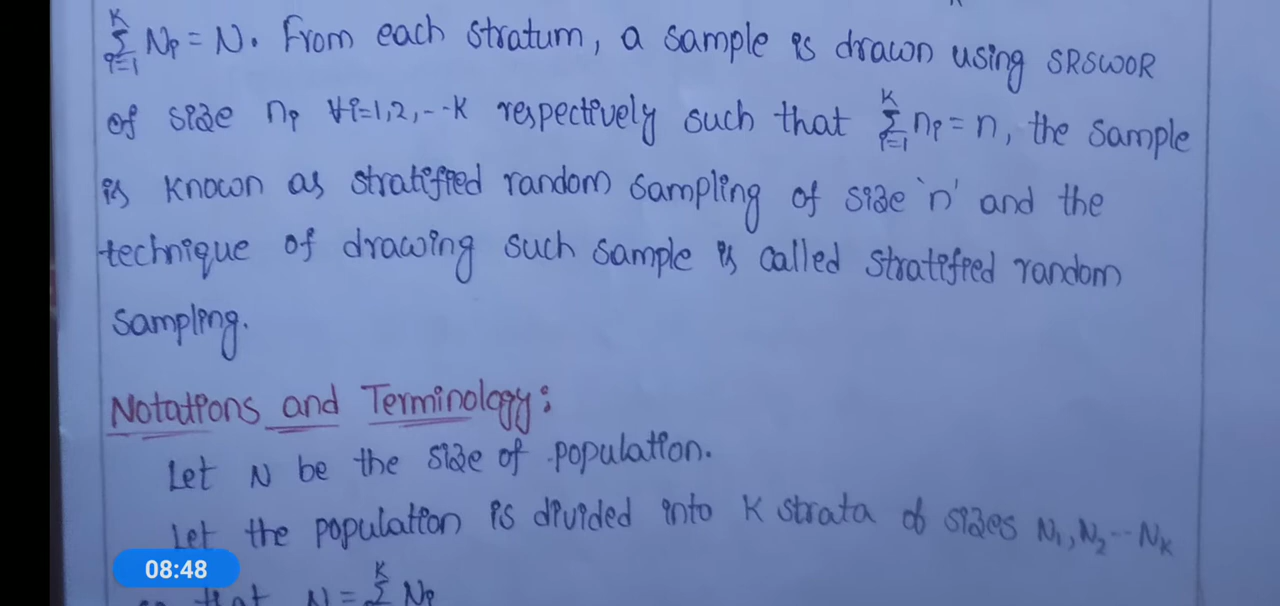 K
Σ Ni = N. From each stratum, a sample is drawn using SRSWOR
i=1
of size ni ∀i=1,2,--K respectively such that K Σ i=1 ni = n, the sample
is known as stratified random sampling of size 'n' and the
technique of drawing such sample is called stratified random
sampling.
Notations and Terminology:
Let N be the size of population.
Let the population is divided into K strata of sizes N1, N2 -- NK
that N = K Σ Ni
08:48